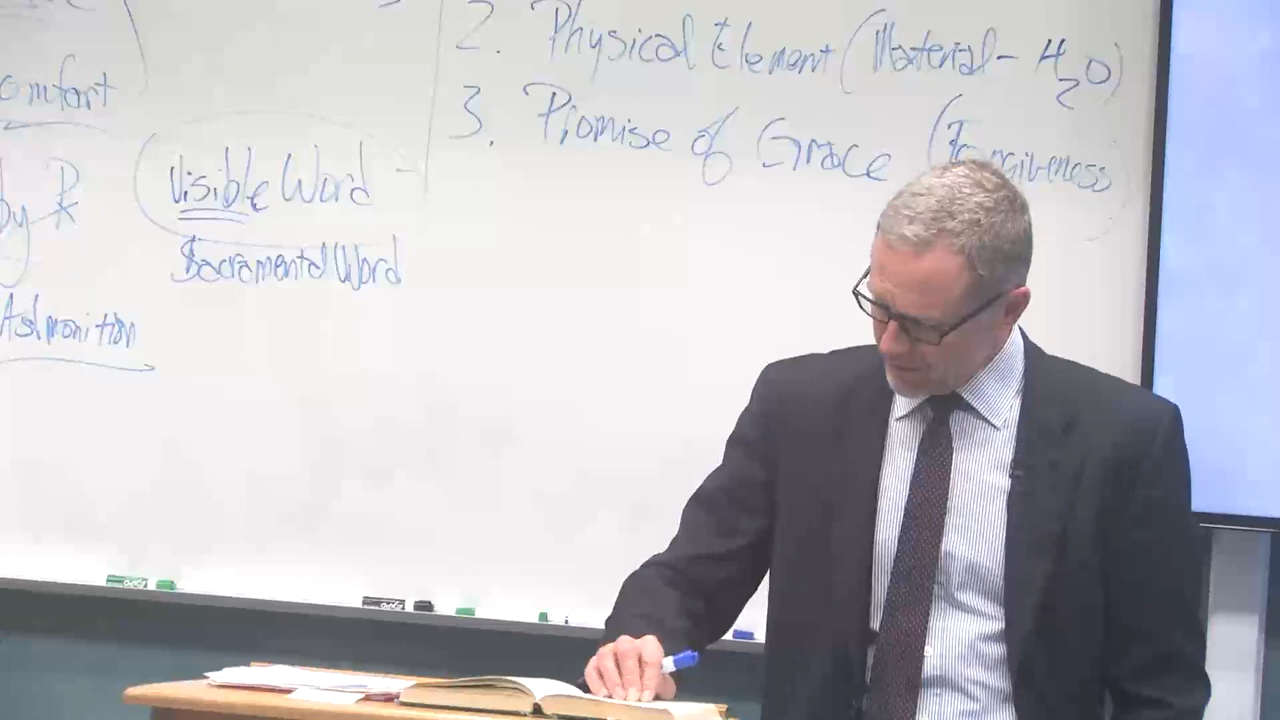 omfort
by R
Admonition
Visible Word
Sacramental Word
2. Physical Element (Material - H2O)
3. Promise of Grace (Forgiveness